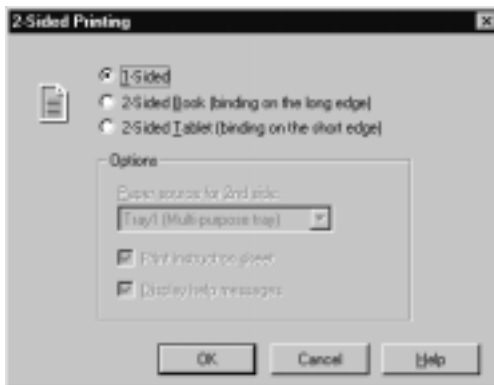 2-Sided Printing
1-Sided
2-Sided Book (binding on the long edge)
2-Sided Tablet (binding on the short edge)
Options
Paper source for 2nd side:
Tray1 (Multi-purpose tray)
Print instruction sheet
Display help messages
OK
Cancel
Help